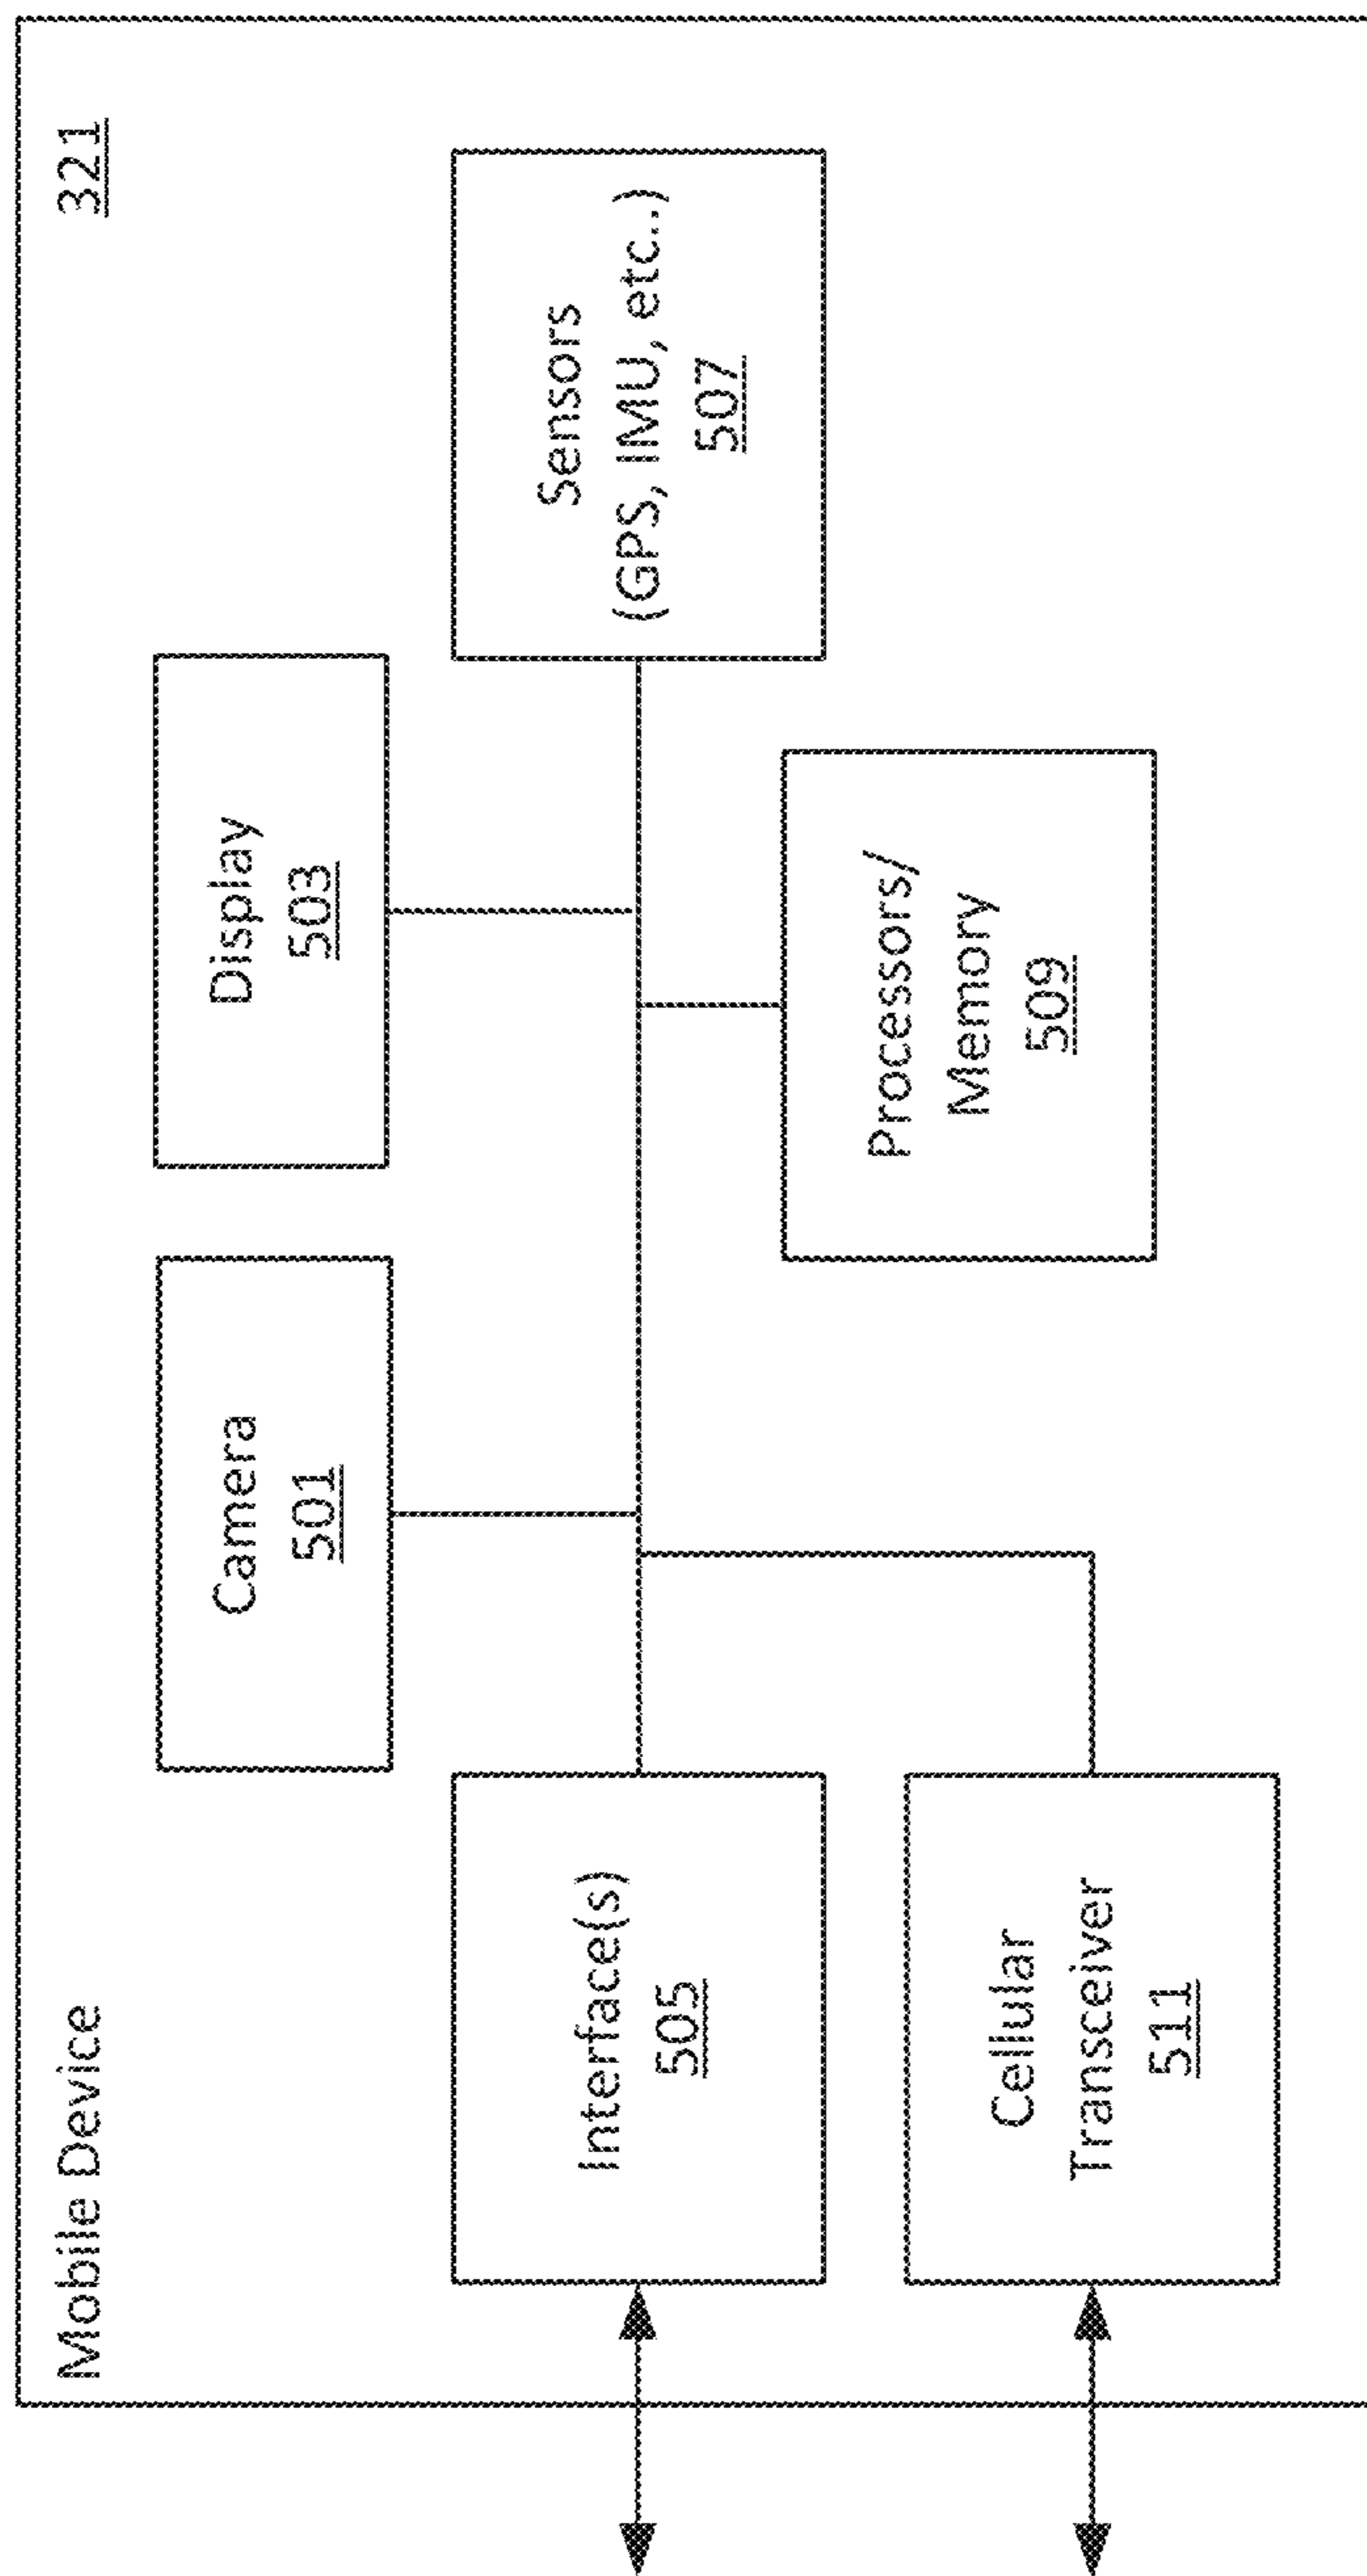 Mobile Device
321
Camera
501
Display
503
Interface(s)
505
Sensors
(GPS, IMU, etc..)
507
Processors/
Memory
509
Cellular
Transceiver
511